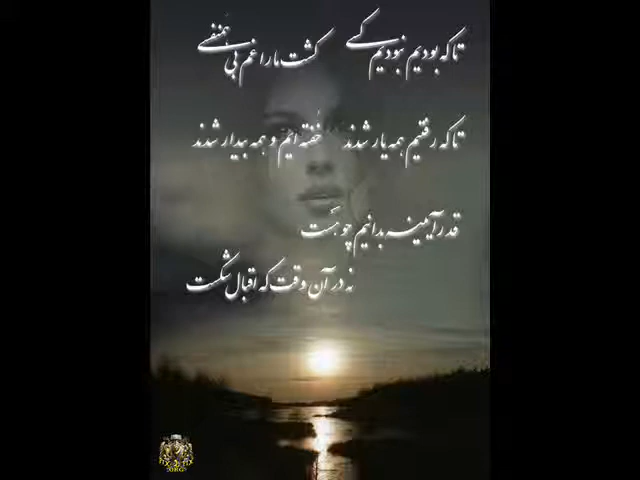 تا که بودیم نبودیم کسی کشت ما را غم بی همنفسی
تا که رفتیم همه یار شدند خفته ایم و همه بیدار شدند
قدر آیینه بدانیم چو هست
نه در آن وقت که اقبال شکست